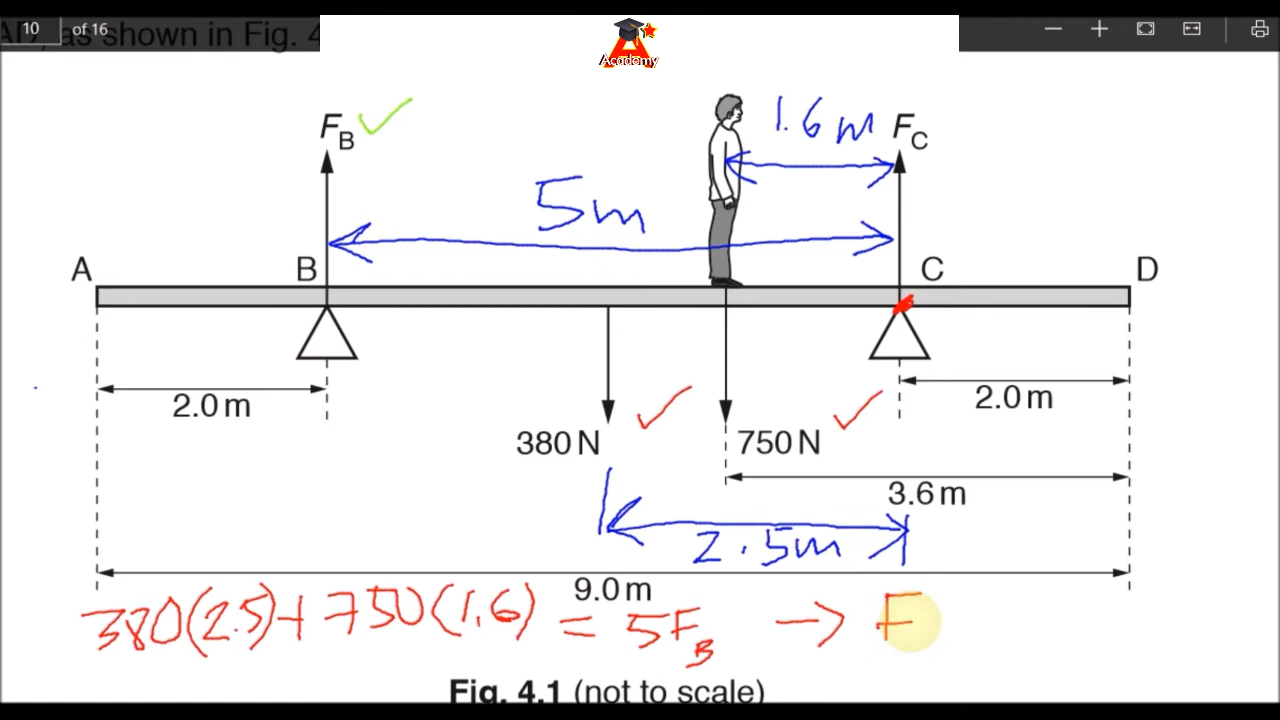 10 of 16
AD, as shown in Fig. 4
Academy
1.6 m
F_B F_C
5m
A B C D
2.0 m 2.0 m
380 N 750 N
3.6 m
2.5m
9.0 m
380(2.5)+750(1.6) = 5F_B → F
Fig. 4.1 (not to scale)